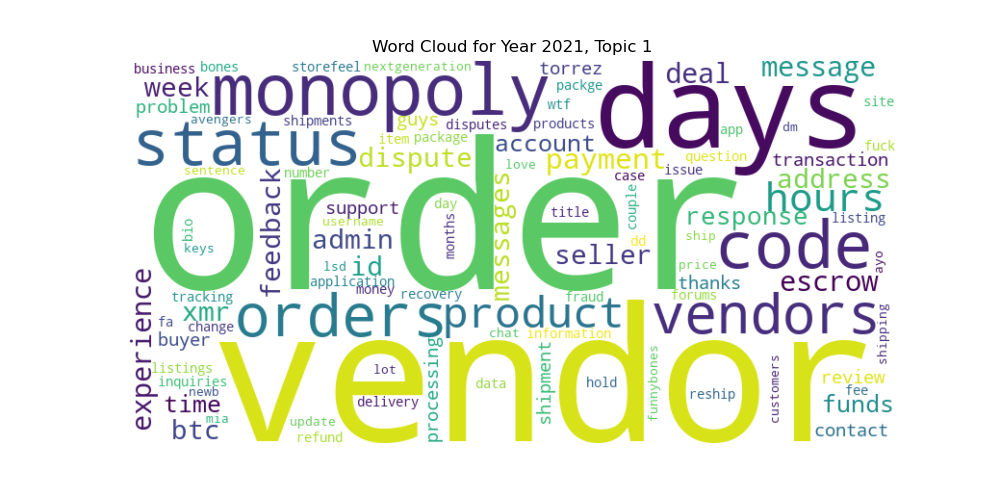 Word Cloud for Year 2021, Topic 1
business bones storefeel nextgeneration torrez deal message
week monopoly packge days site
problem avengers shipments guys disputes wtf products app dm fuck
status item package account question
sentence number dispute love payment case issue transaction
order address
feedback support username day months messages title couple response hours listing
bio keys admin seller ship dd code ayo
lsd id application price thanks escrow
experience tracking money recovery fraud forums
xmr orders product vendors shipping
fa change buyer chat information
listings inquiries newb lot processing data shipment hold funnybones reship customers review fee
time vendor delivery funds
btc mia update refund contact